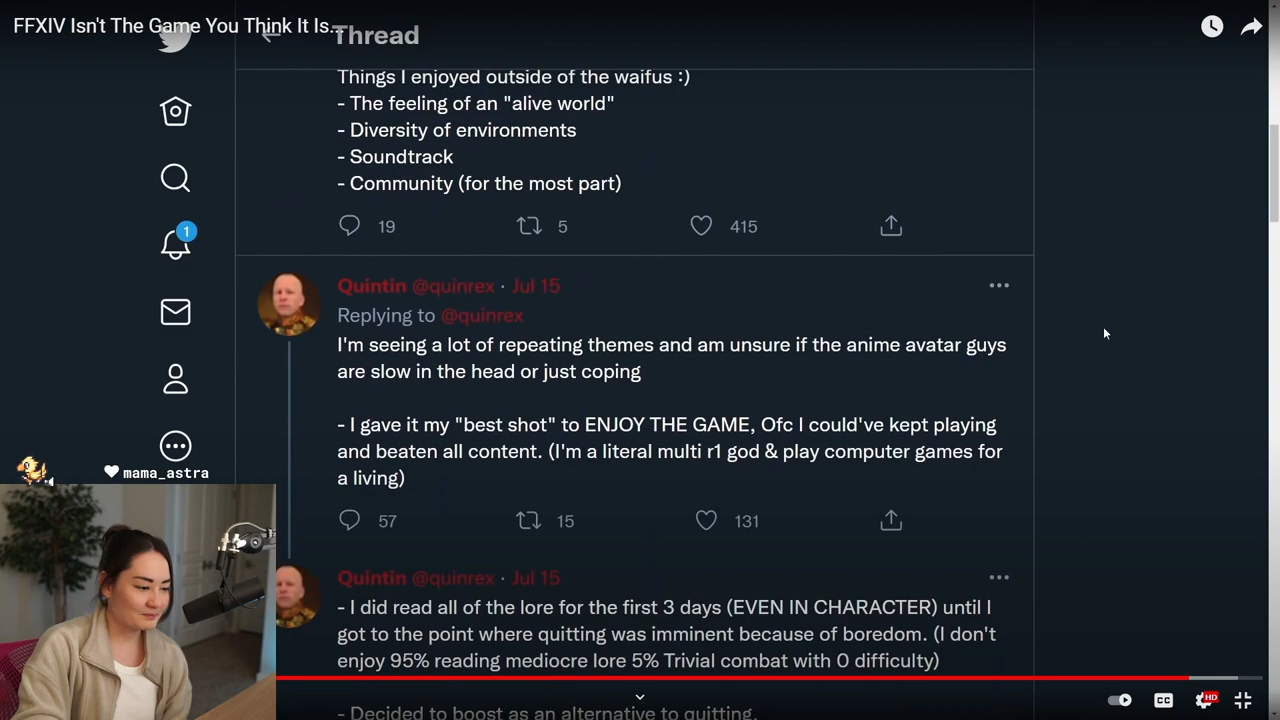 FFXIV Isn't The Game You Think It Is...
Thread
Things I enjoyed outside of the waifus :)
- The feeling of an "alive world"
- Diversity of environments
- Soundtrack
- Community (for the most part)
19 5 415
1
Quintin @quinrex · Jul 15
Replying to @quinrex
I'm seeing a lot of repeating themes and am unsure if the anime avatar guys
are slow in the head or just coping
- I gave it my "best shot" to ENJOY THE GAME, Ofc I could've kept playing
and beaten all content. (I'm a literal multi r1 god & play computer games for
a living)
mama_astra
57 15 131
Quintin @quinrex · Jul 15
- I did read all of the lore for the first 3 days (EVEN IN CHARACTER) until I
got to the point where quitting was imminent because of boredom. (I don't
enjoy 95% reading mediocre lore 5% Trivial combat with 0 difficulty)
- Decided to boost as an alternative to quitting.
CC HD